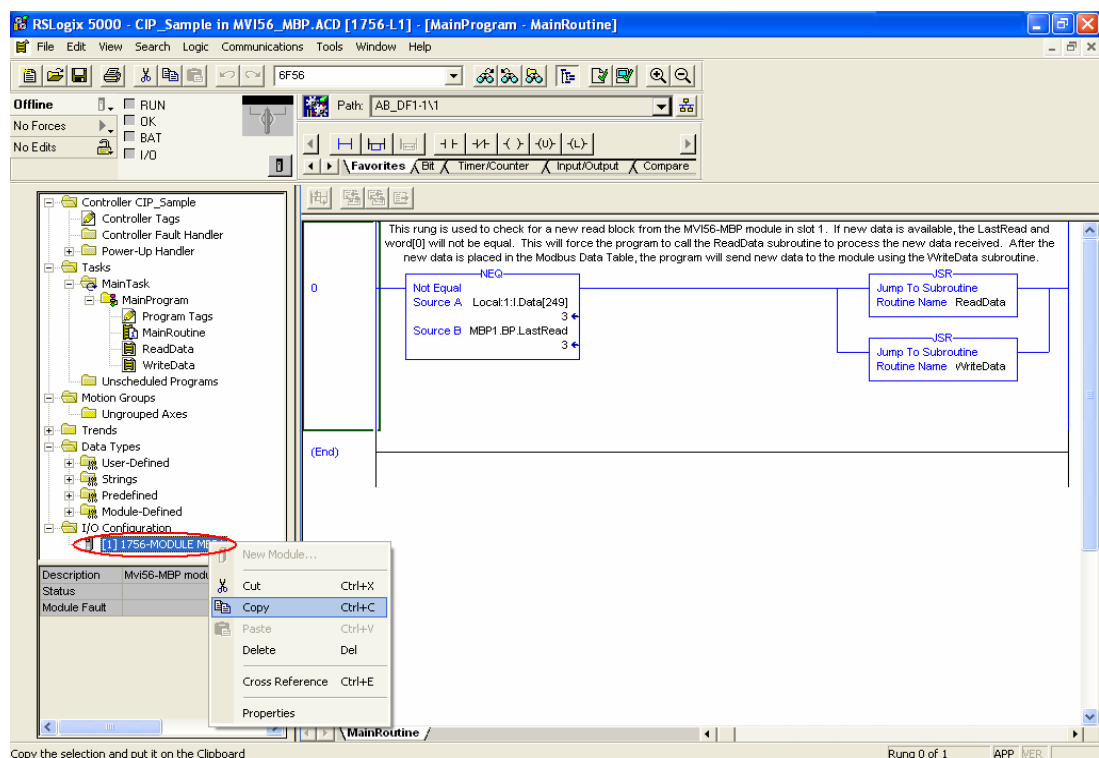 RSLogix 5000 - CIP_Sample in MVI56_MBP.ACD [1756-L1] - [MainProgram - MainRoutine]
File Edit View Search Logic Communications Tools Window Help
6F56
Offline
RUN
Path: AB_DF1-1\1
No Forces
OK
No Edits
BAT
I/O
Favorites Bit Timer/Counter Input/Output Compare
Controller CIP_Sample
Controller Tags
Controller Fault Handler
Power-Up Handler
Tasks
MainTask
MainProgram
Program Tags
MainRoutine
ReadData
WriteData
Unscheduled Programs
Motion Groups
Ungrouped Axes
Trends
Data Types
User-Defined
Strings
Predefined
Module-Defined
I/O Configuration
[1] 1756-MODULE
Description Mvi56-MBP
Status
Module Fault
New Module...
Cut Ctrl+X
Copy Ctrl+C
Paste Ctrl+V
Delete Del
Cross Reference Ctrl+E
Properties
This rung is used to check for a new read block from the MVI56-MBP module in slot 1. If new data is available, the LastRead and
word[0] will not be equal. This will force the program to call the ReadData subroutine to process the new data received. After the
new data is placed in the Modbus Data Table, the program will send new data to the module using the WriteData subroutine.
0
NEQ
Not Equal
Source A Local:1:I.Data[249]
3
Source B MBP1.BP.LastRead
3
JSR
Jump To Subroutine
Routine Name ReadData
JSR
Jump To Subroutine
Routine Name WriteData
(End)
MainRoutine
Copy the selection and put it on the Clipboard
Rung 0 of 1 APP VER